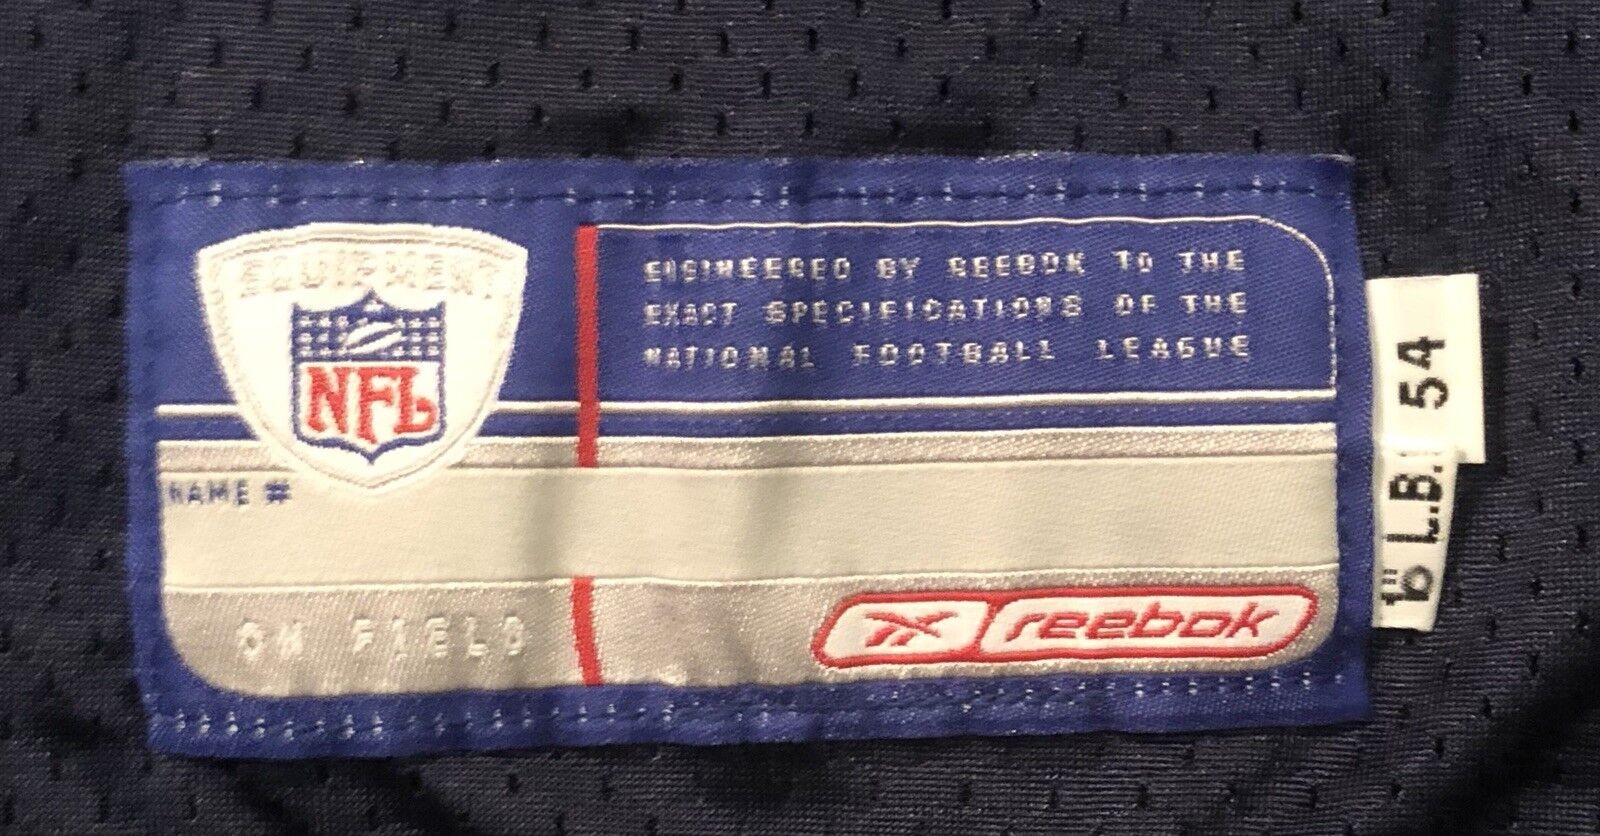 EQUIPMENT
NFL
ENGINEERED BY REEBOK TO THE
EXACT SPECIFICATIONS OF THE
NATIONAL FOOTBALL LEAGUE
NAME #
ON FIELD
Reebok
54
L.B.